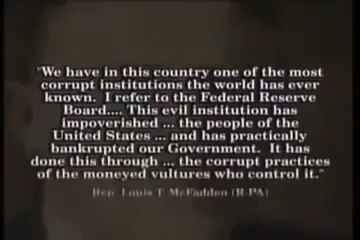 "We have in this country one of the most
corrupt institutions the world has ever
known. I refer to the Federal Reserve
Board.... This evil institution has
impoverished ... the people of the
United States ... and has practically
bankrupted our Government. It has
done this through ... the corrupt practices
of the moneyed vultures who control it."
Rep. Louis T. McFadden (R-PA)